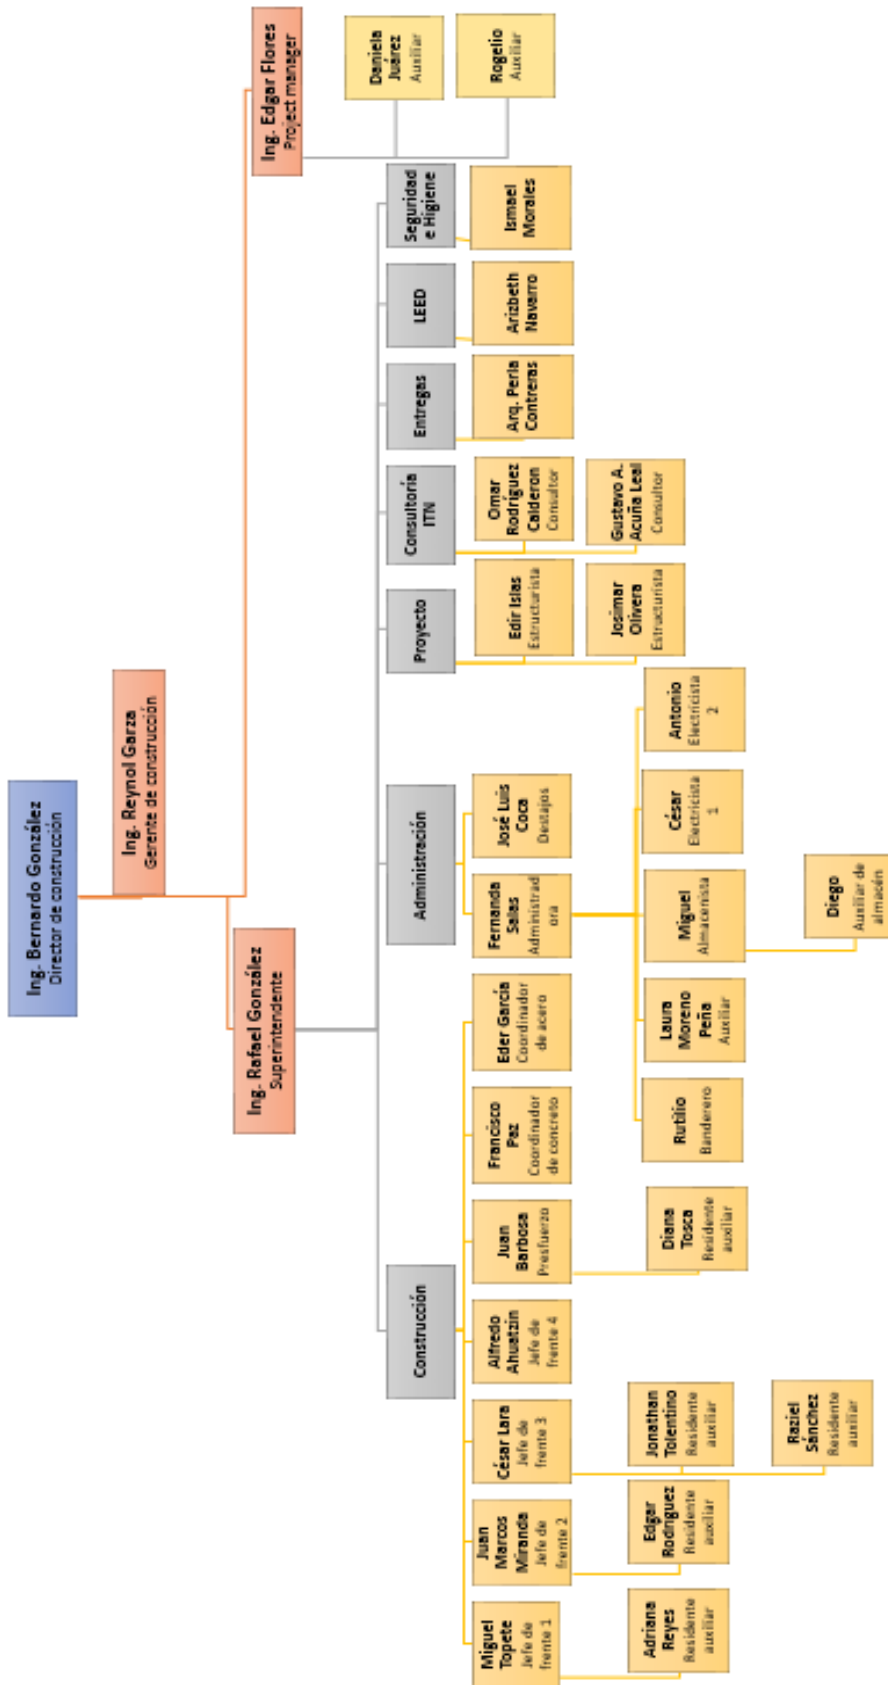 Ing. Bernardo González
Director de construcción
Ing. Reynol Garza
Gerente de construcción
Ing. Rafael González
Superintendente
Ing. Edgar Flores
Project manager
Daniela
Juárez
Auxiliar
Rogelio
Auxiliar
Construcción
Administración
Proyecto
Consultoría
ITN
Entregas
LEED
Seguridad
e Higiene
Miguel
Topete
Jefe de
frente 1
Juan
Marcos
Miranda
Jefe de
frente 2
César Lara
Jefe de
frente 3
Alfredo
Ahuatzin
Jefe de
frente 4
Juan
Barbosa
Presfuerzo
Francisco
Paz
Coordinador
de concreto
Eder García
Coordinador
de acero
Fernanda
Salas
Administrad
ora
José Luis
Coca
Destajos
Edir Islas
Estructurista
Josimar
Olivera
Estructurista
Omar
Rodríguez
Calderon
Consultor
Gustavo A.
Acuña Leal
Consultor
Arq. Perla
Contreras
Arizbeth
Navarro
Ismael
Morales
Adriana
Reyes
Residente
auxiliar
Edgar
Rodríguez
Residente
auxiliar
Jonathan
Tolentino
Residente
auxiliar
Raziel
Sánchez
Residente
auxiliar
Diana
Tosca
Residente
auxiliar
Rutilio
Banderero
Laura
Moreno
Peña
Auxiliar
Miguel
Almacenista
César
Electricista
1
Antonio
Electricista
2
Diego
Auxiliar de
almacén